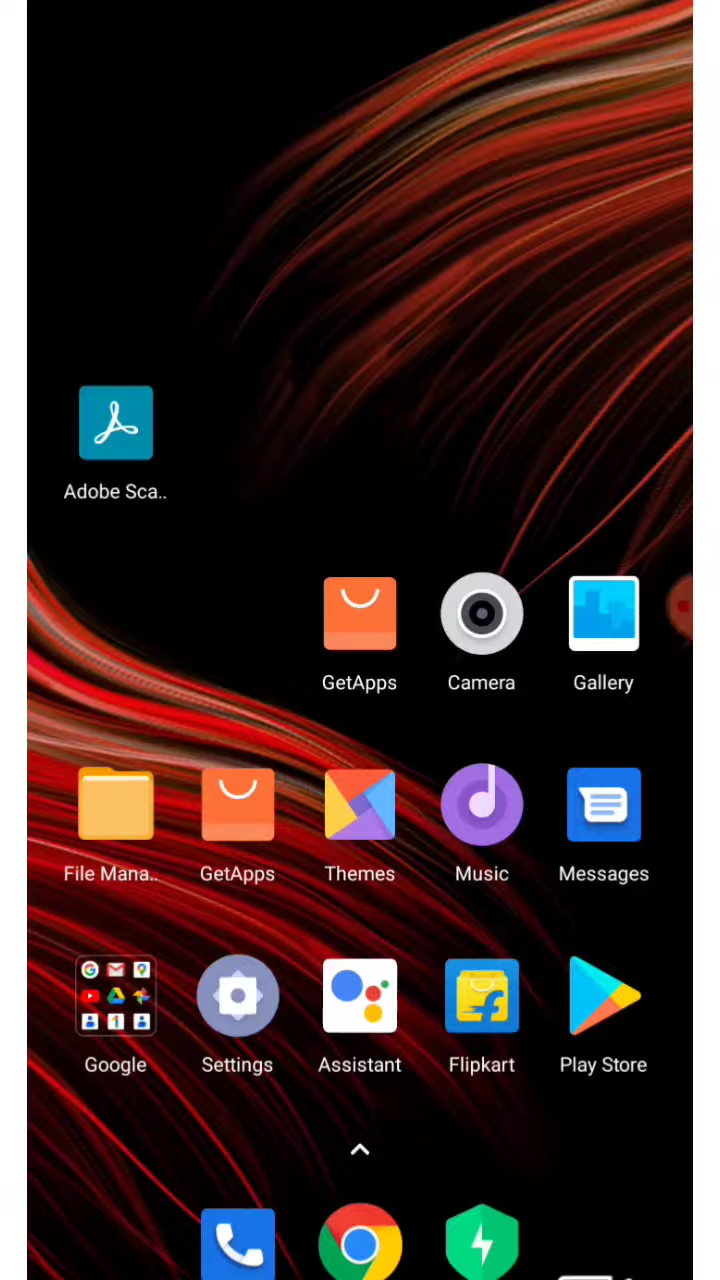 Adobe Sca..
GetApps
Camera
Gallery
File Mana..
GetApps
Themes
Music
Messages
Google
Settings
Assistant
Flipkart
Play Store